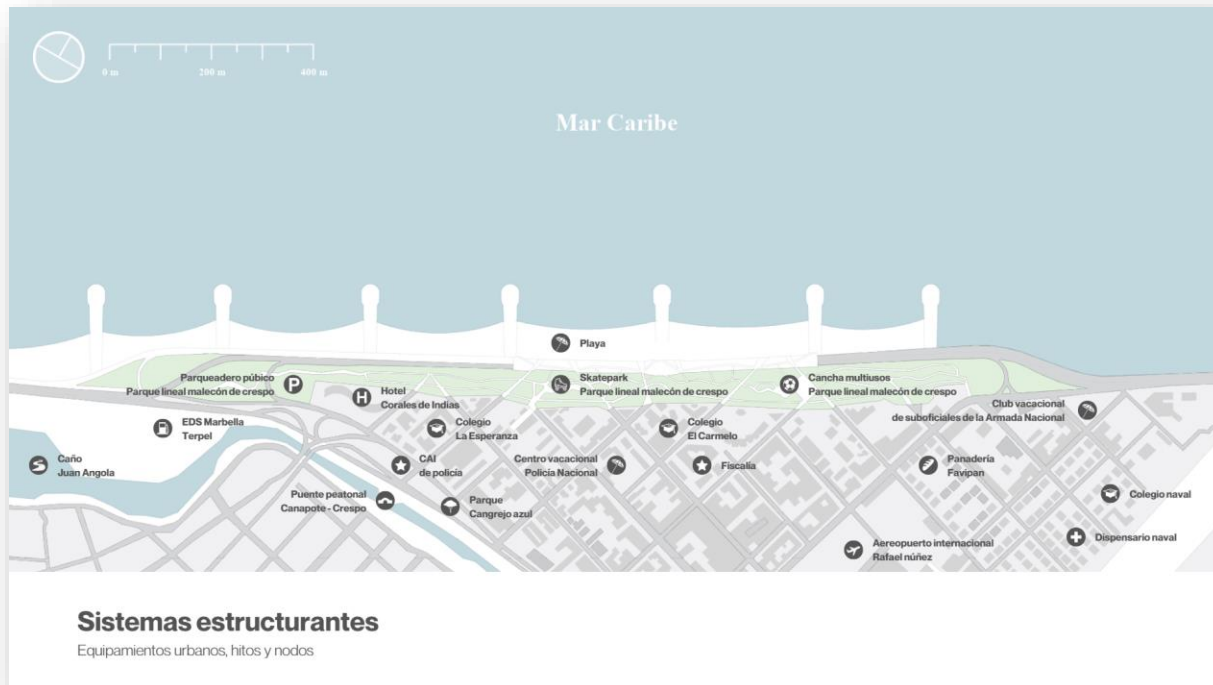 0 m
200 m
400 m
Mar Caribe
Playa
Parqueadero púbico
Parque lineal malecón de crespo
P
H
Hotel
Corales de Indias
Skatepark
Parque lineal malecón de crespo
Cancha multiusos
Parque lineal malecón de crespo
Club vacacional
de suboficiales de la Armada Nacional
EDS Marbella
Terpel
Colegio
La Esperanza
Colegio
El Carmelo
Caño
Juan Angola
CAI
de policía
Centro vacacional
Policía Nacional
Fiscalía
Panadería
Favipan
Puente peatonal
Canapote - Crespo
Parque
Cangrejo azul
Colegio naval
Aereopuerto internacional
Rafael núñez
Dispensario naval
Sistemas estructurantes
Equipamientos urbanos, hitos y nodos